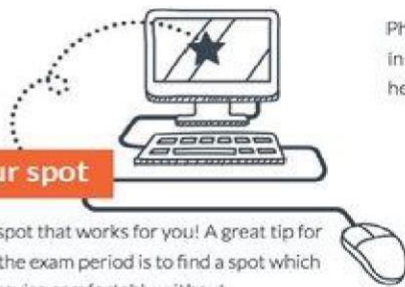 ur spot
spot that works for you! A great tip for
the exam period is to find a spot which
Ph
in
he